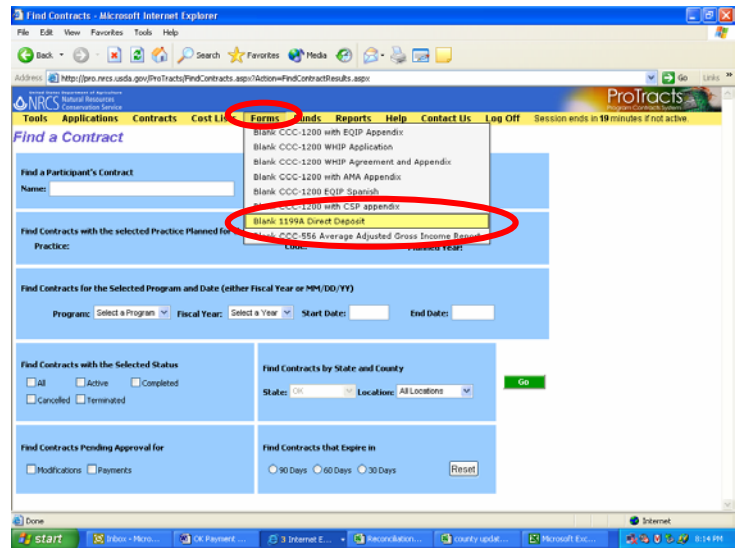 Find Contracts - Microsoft Internet Explorer
File Edit View Favorites Tools Help
Back Search Favorites Media
Address http://pro.nrcs.usda.gov/ProTracts/FindContracts.aspx?Action=FindContractResults.aspx Go Links »
United States Department of Agriculture
NRCS Natural Resources Conservation Service ProTracts
Program Contracts System
Tools Applications Contracts Cost Lists Forms Funds Reports Help Contact Us Log Off Session ends in 19 minutes if not active.
Find a Contract
Blank CCC-1200 with EQIP Appendix
Blank CCC-1200 WHIP Application
Blank CCC-1200 WHIP Agreement and Appendix
Blank CCC-1200 with AMA Appendix
Blank CCC-1200 EQIP Spanish
Blank CCC-1200 with CSP appendix
Blank 1199A Direct Deposit
Blank CCC-556 Average Adjusted Gross Income Report
Find a Participant's Contract
Name:
Find Contracts with the selected Practice Planned for
Practice: Code: Planned Year:
Find Contracts for the Selected Program and Date (either Fiscal Year or MM/DD/YY)
Program: Select a Program Fiscal Year: Select a Year Start Date: End Date:
Find Contracts with the Selected Status
All Active Completed
Cancelled Terminated
Find Contracts by State and County
State: OK Location: All Locations
Go
Find Contracts Pending Approval for
Modifications Payments
Find Contracts that Expire in
90 Days 60 Days 30 Days Reset
Done Internet
start Inbox - Micro... OK Payment ... 3 Internet E... Reconciliation... county updat... Microsoft Exc... 8:14 PM